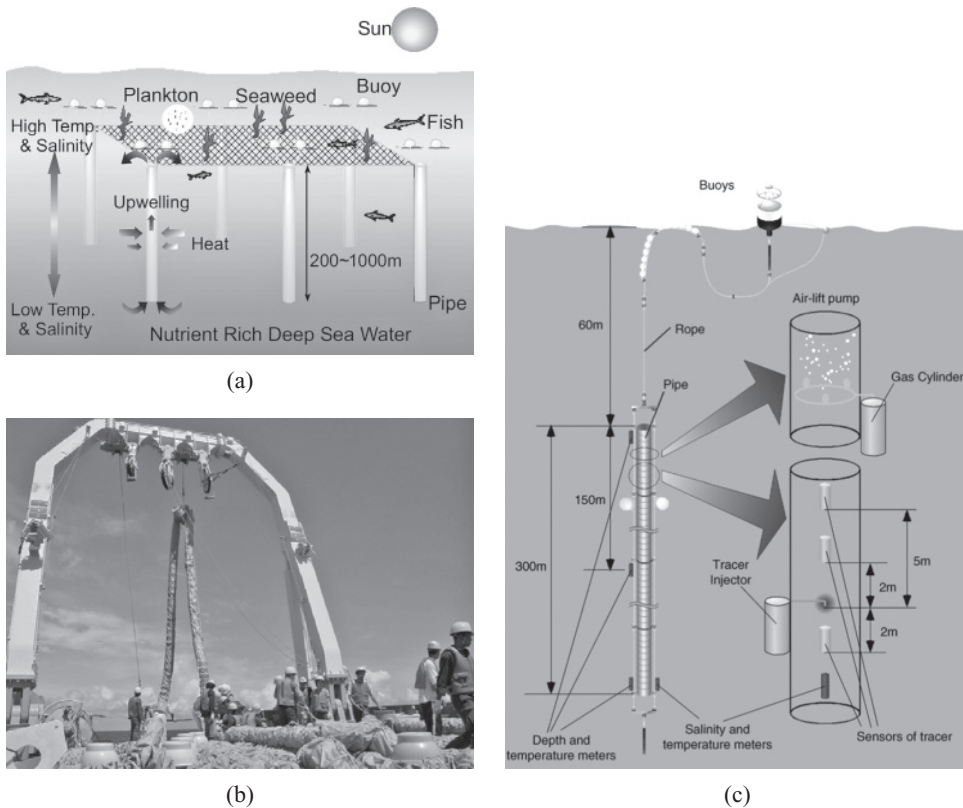 Sun
Plankton
Seaweed
Buoy
Fish
High Temp.
& Salinity
Upwelling
Heat
200~1000m
Low Temp.
& Salinity
Pipe
Nutrient Rich Deep Sea Water
(a)
(b)
Buoys
Air-lift pump
60m
Rope
Gas Cylinder
Pipe
150m
300m
5m
Tracer
Injector
2m
2m
Depth and
temperature meters
Salinity and
temperature meters
Sensors of tracer
(c)